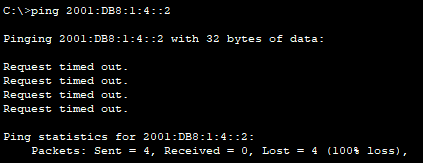 C:\>ping 2001:DB8:1:4::2
Pinging 2001:DB8:1:4::2 with 32 bytes of data:
Request timed out.
Request timed out.
Request timed out.
Request timed out.
Ping statistics for 2001:DB8:1:4::2:
Packets: Sent = 4, Received = 0, Lost = 4 (100% loss),